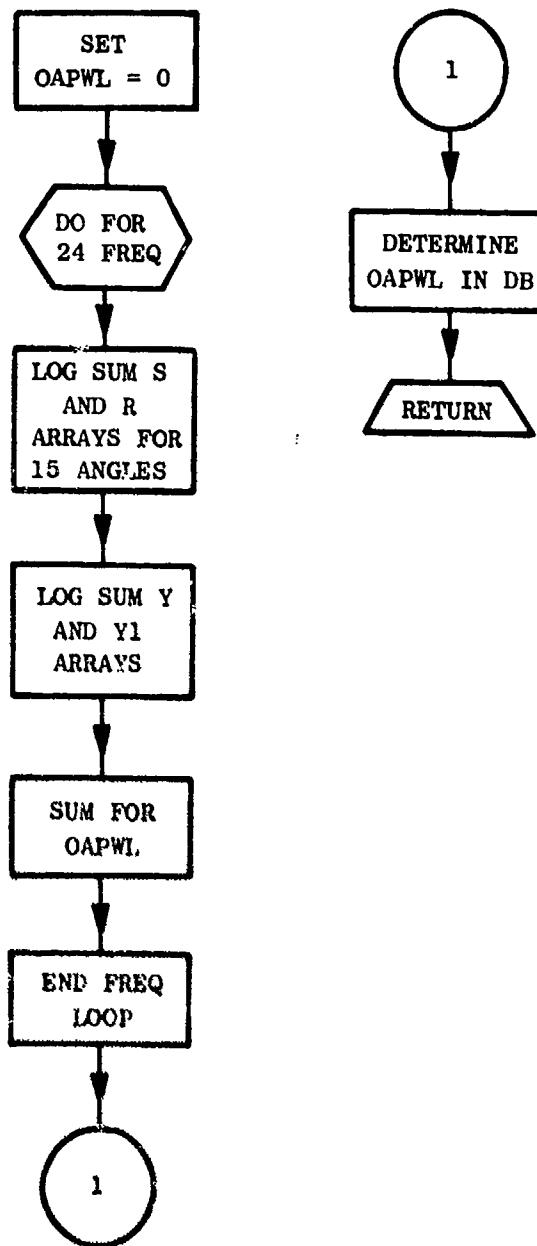 SET
OAPWL = 0
DO FOR
24 FREQ
LOG SUM S
AND R
ARRAYS FOR
15 ANGLES
LOG SUM Y
AND Y1
ARRAYS
SUM FOR
OAPWL
END FREQ
LOOP
1
1
DETERMINE
OAPWL IN DB
RETURN